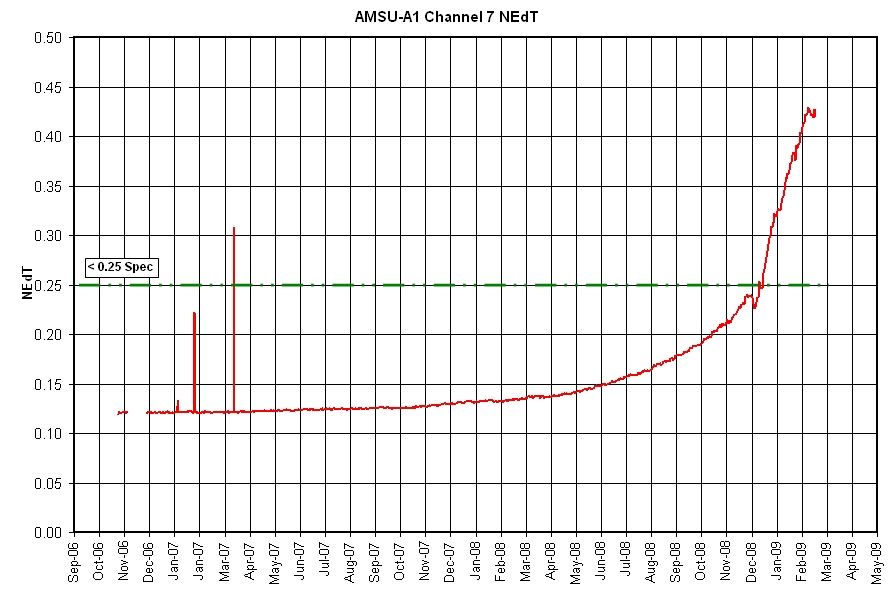 AMSU-A1 Channel 7 NEdT
0.50
0.45
0.40
0.35
0.30
0.25
0.20
0.15
0.10
0.05
0.00
NEdT
< 0.25 Spec
Sep-06
Oct-06
Nov-06
Dec-06
Jan-07
Jan-07
Mar-07
Apr-07
May-07
Jun-07
Jul-07
Aug-07
Sep-07
Oct-07
Nov-07
Dec-07
Jan-08
Feb-08
Mar-08
Apr-08
May-08
Jun-08
Jul-08
Aug-08
Sep-08
Oct-08
Nov-08
Dec-08
Jan-09
Feb-09
Mar-09
Apr-09
May-09